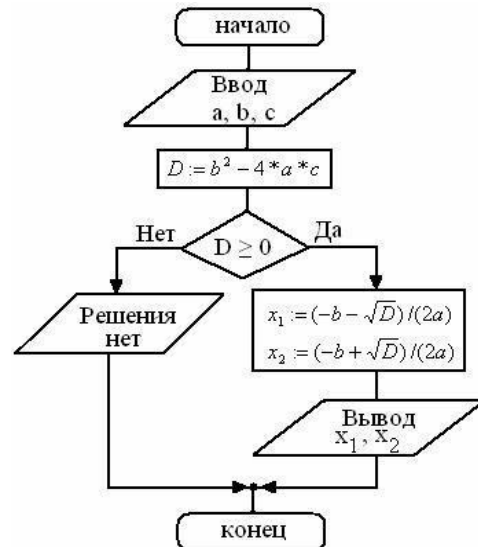 начало
Ввод
a, b, c
D := b² − 4 * a * c
D ≥ 0
Нет
Да
Решения
нет
x₁ := (−b − √D) / (2a)
x₂ := (−b + √D) / (2a)
Вывод
x₁, x₂
конец